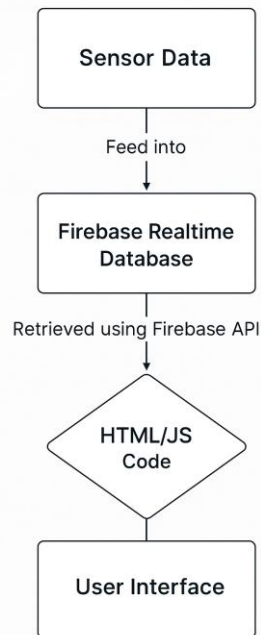 Sensor Data
Feed into
Firebase Realtime
Database
Retrieved using Firebase API
HTML/JS
Code
User Interface